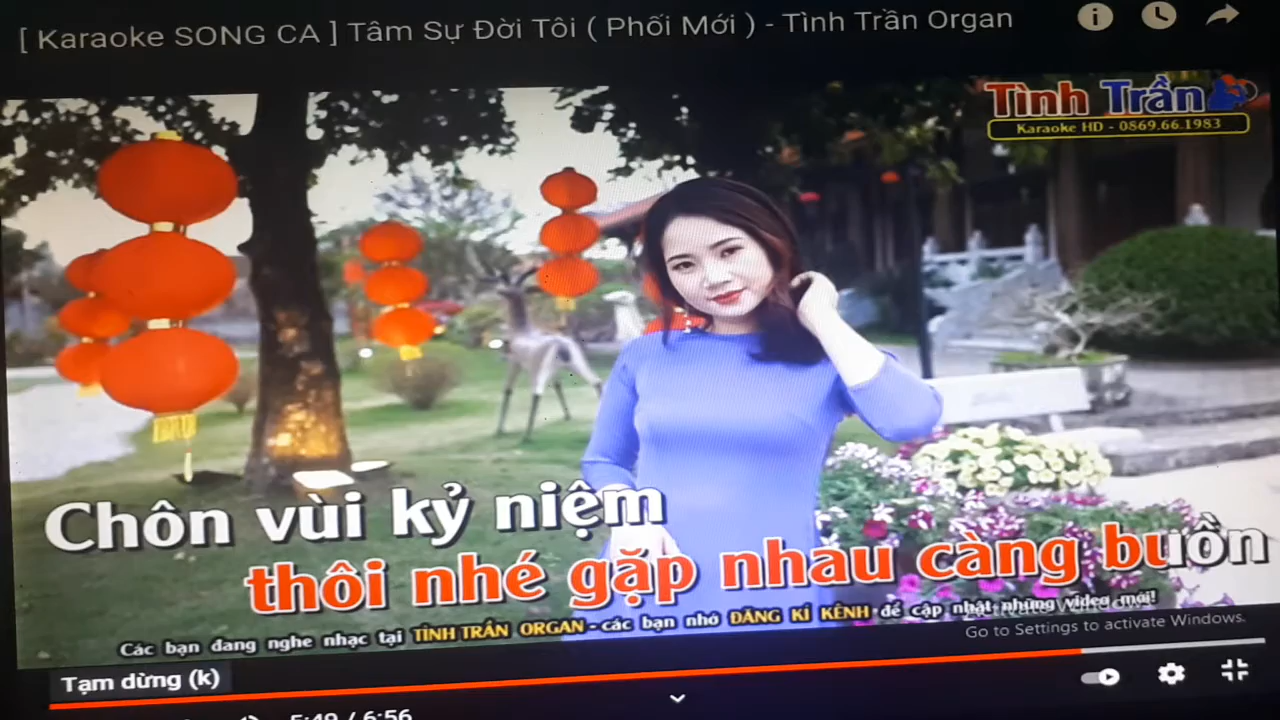 [ Karaoke SONG CA ] Tâm Sự Đời Tôi ( Phối Mới ) - Tình Trần Organ
Tình Trần
Karaoke HD - 0869.66.1983
Chôn vùi kỷ niệm
thôi nhé gặp nhau càng buồn
Các bạn đang nghe nhạc tại TÌNH TRẦN ORGAN - các bạn nhớ ĐĂNG KÍ KÊNH để cập nhật những video mới!
Activate Windows
Go to Settings to activate Windows.
Tạm dừng (k)
5:49 / 6:56